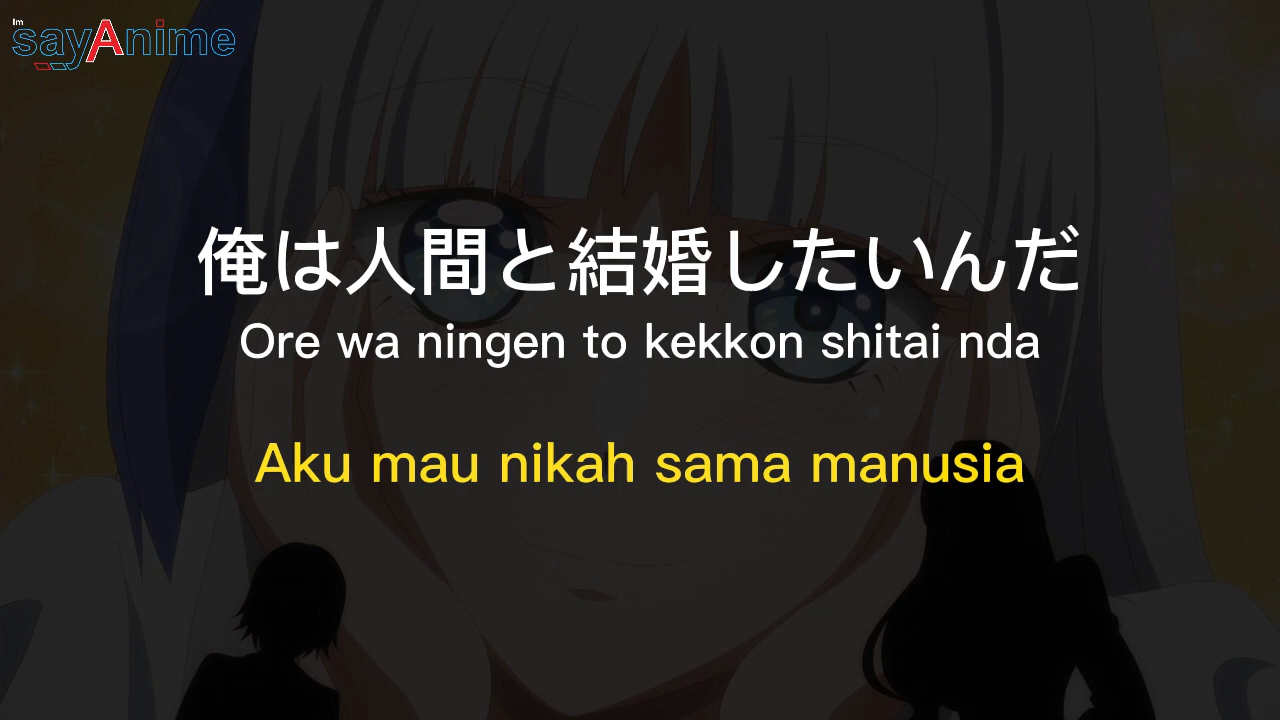 Im
sayAnime
俺は人間と結婚したいんだ
Ore wa ningen to kekkon shitai nda
Aku mau nikah sama manusia